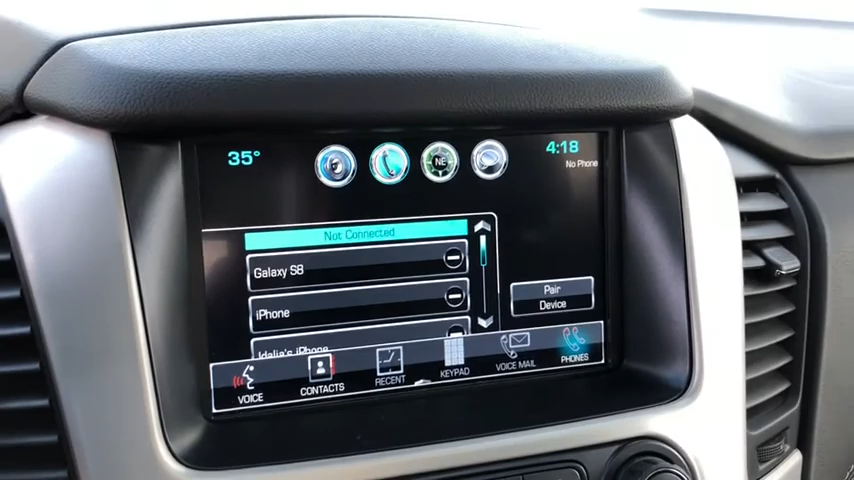 35°
NE
4:18
No Phone
Not Connected
Galaxy S8
iPhone
Idalia's iPhone
Pair
Device
VOICE
CONTACTS
RECENT
KEYPAD
VOICE MAIL
PHONES